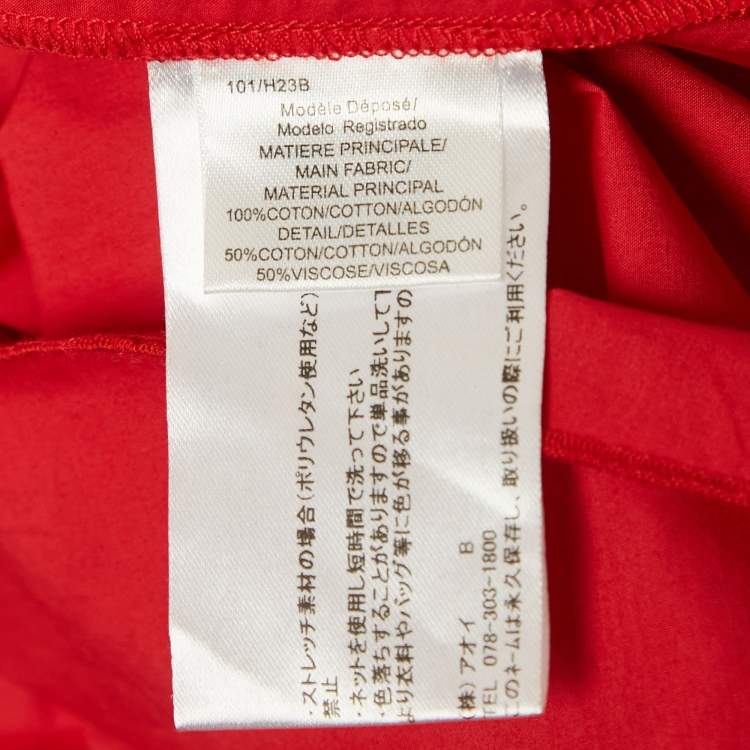 101/H23B
Modèle Déposé/
Modelo Registrado
MATIERE PRINCIPALE/
MAIN FABRIC/
MATERIAL PRINCIPAL
100%COTON/COTTON/ALGODÓN
DETAIL/DETALLES
50%COTON/COTTON/ALGODÓN
50%VISCOSE/VISCOSA
・ストレッチ素材の場合(ポリウレタン使用など)
禁止
・ネットを使用し短時間で洗って下さい
・色落ちすることがありますので単品洗いして下
より衣料やバッグ等に色が移る事がありますの
(株)アオイ B
TEL 078-303-1800
このネームは永久保存し、取り扱いの際にご利用ください。